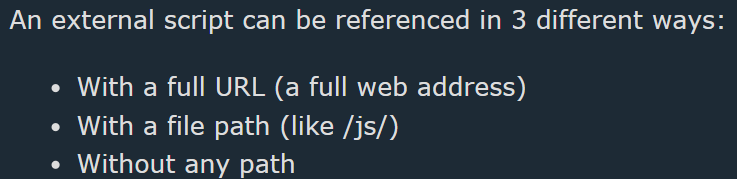 An external script can be referenced in 3 different ways:
• With a full URL (a full web address)
• With a file path (like /js/)
• Without any path